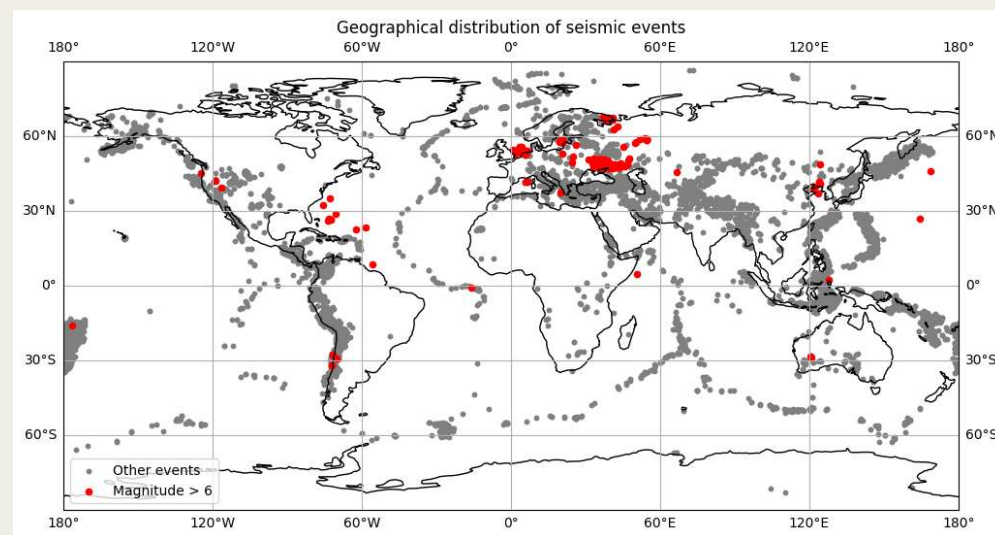 Geographical distribution of seismic events
180° 120°W 60°W 0° 60°E 120°E 180°
60°N 60°N
30°N 30°N
0° 0°
30°S 30°S
60°S 60°S
Other events
Magnitude > 6
180° 120°W 60°W 0° 60°E 120°E 180°